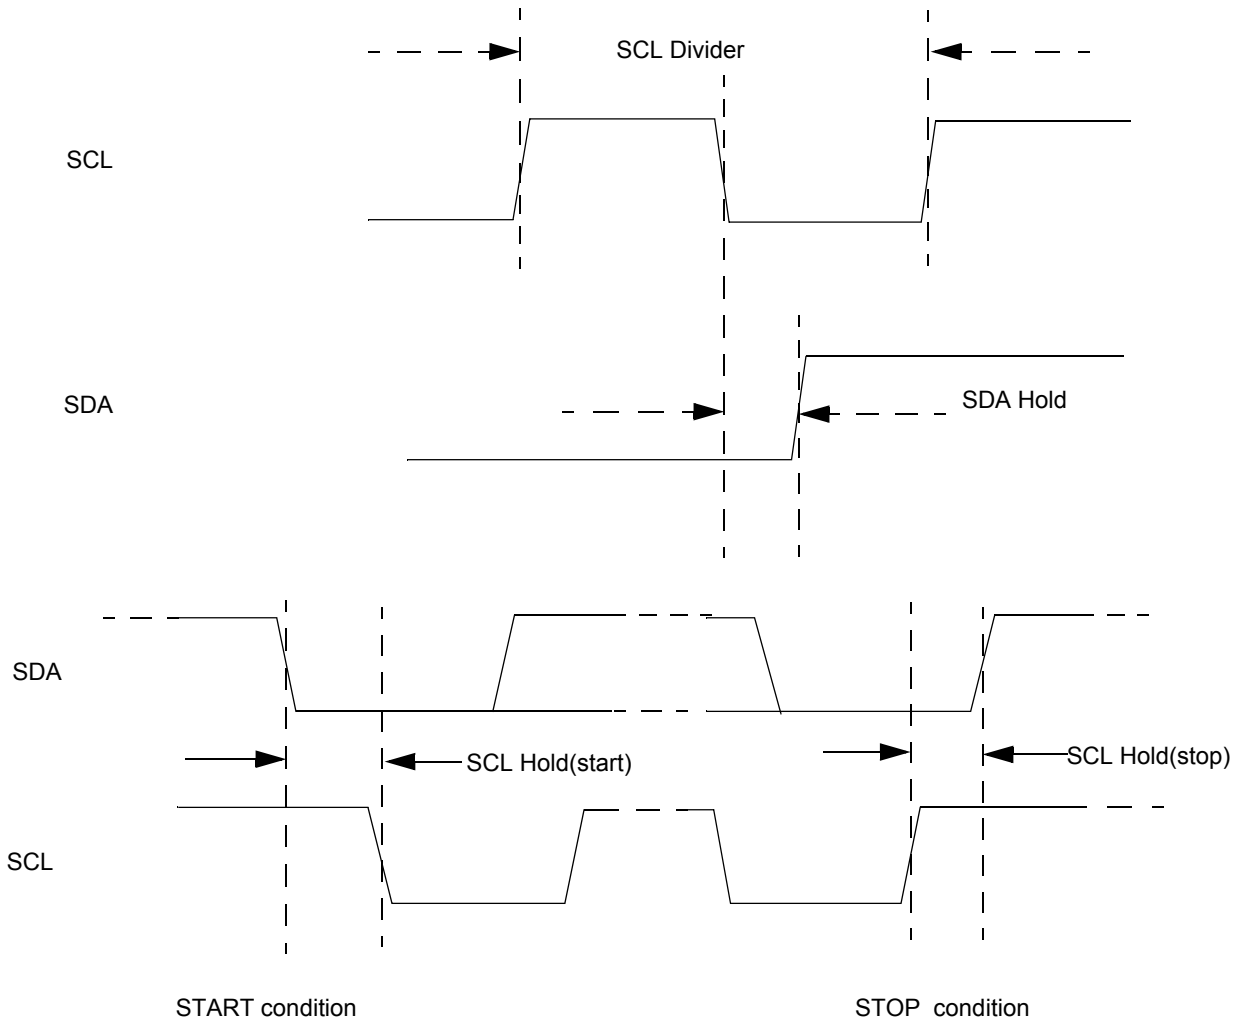 SCL Divider
SCL
SDA
SDA Hold
SDA
SCL Hold(start)
SCL Hold(stop)
SCL
START condition
STOP condition